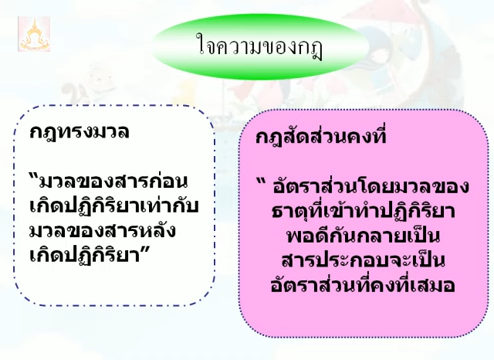 ใจความของกฎ
กฎทรงมวล
“มวลของสารก่อน
เกิดปฏิกิริยาเท่ากับ
มวลของสารหลัง
เกิดปฏิกิริยา”
กฎสัดส่วนคงที่
“ อัตราส่วนโดยมวลของ
ธาตุที่เข้าทำปฏิกิริยา
พอดีกันกลายเป็น
สารประกอบจะเป็น
อัตราส่วนที่คงที่เสมอ